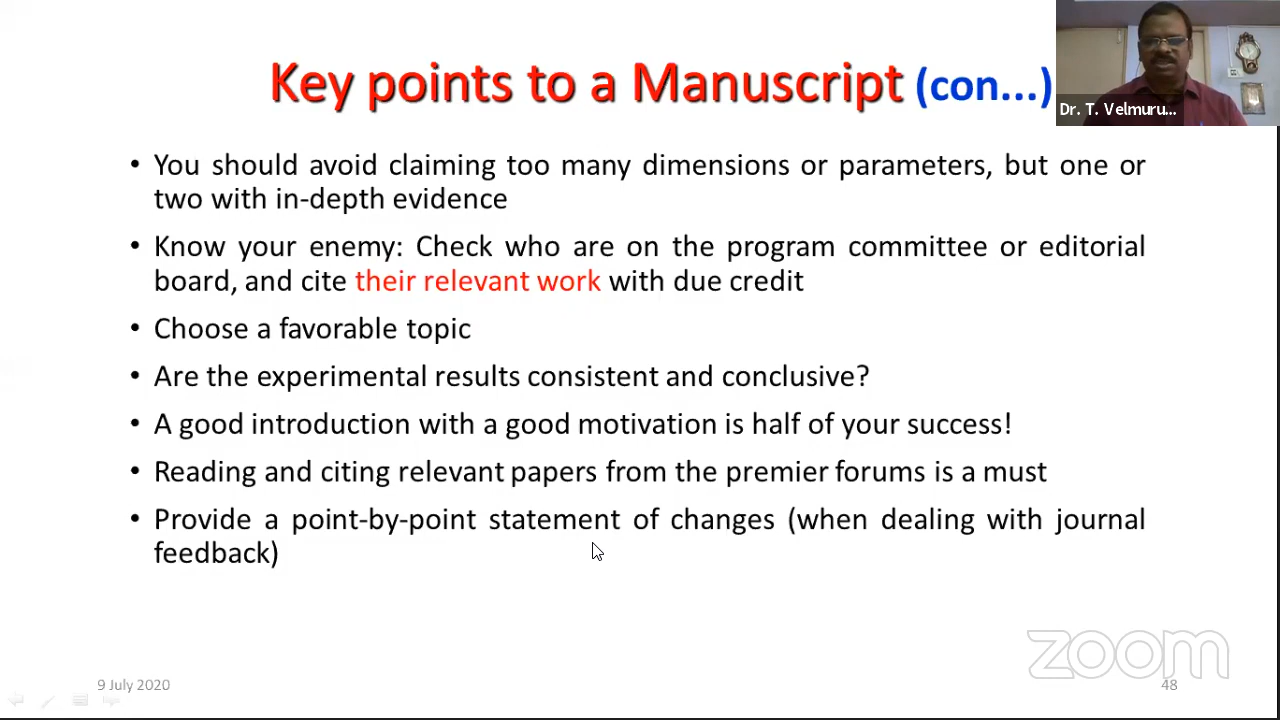 Key points to a Manuscript (con...)
Dr. T. Velmuru...
• You should avoid claiming too many dimensions or parameters, but one or
two with in-depth evidence
• Know your enemy: Check who are on the program committee or editorial
board, and cite their relevant work with due credit
• Choose a favorable topic
• Are the experimental results consistent and conclusive?
• A good introduction with a good motivation is half of your success!
• Reading and citing relevant papers from the premier forums is a must
• Provide a point-by-point statement of changes (when dealing with journal
feedback)
zoom
9 July 2020
48